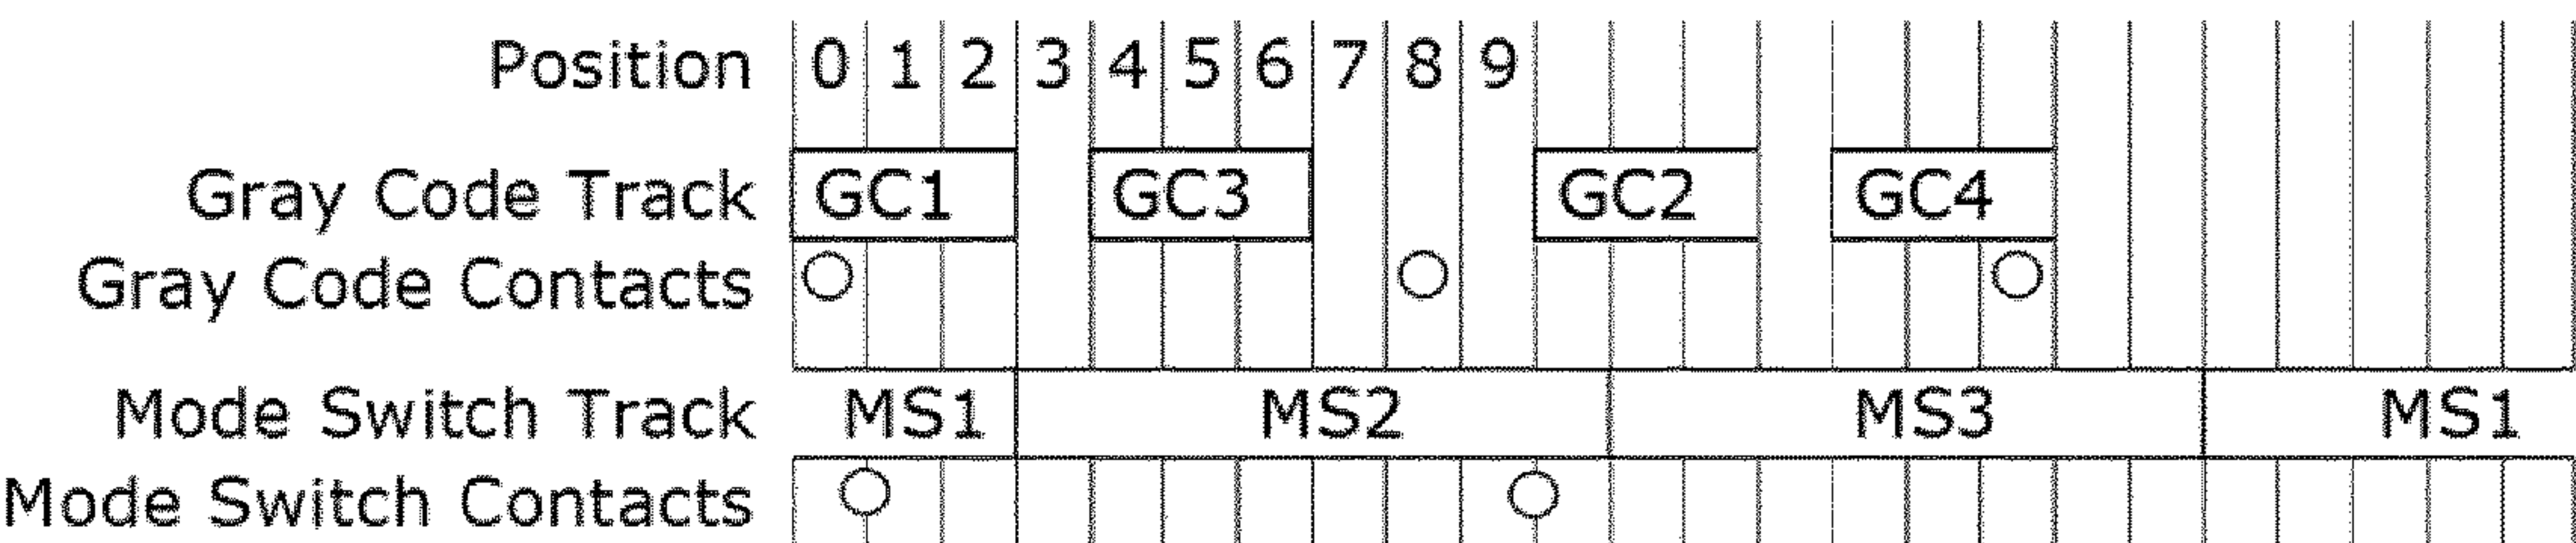 Position 0 1 2 3 4 5 6 7 8 9
Gray Code Track GC1 GC3 GC2 GC4
Gray Code Contacts
Mode Switch Track MS1 MS2 MS3 MS1
Mode Switch Contacts